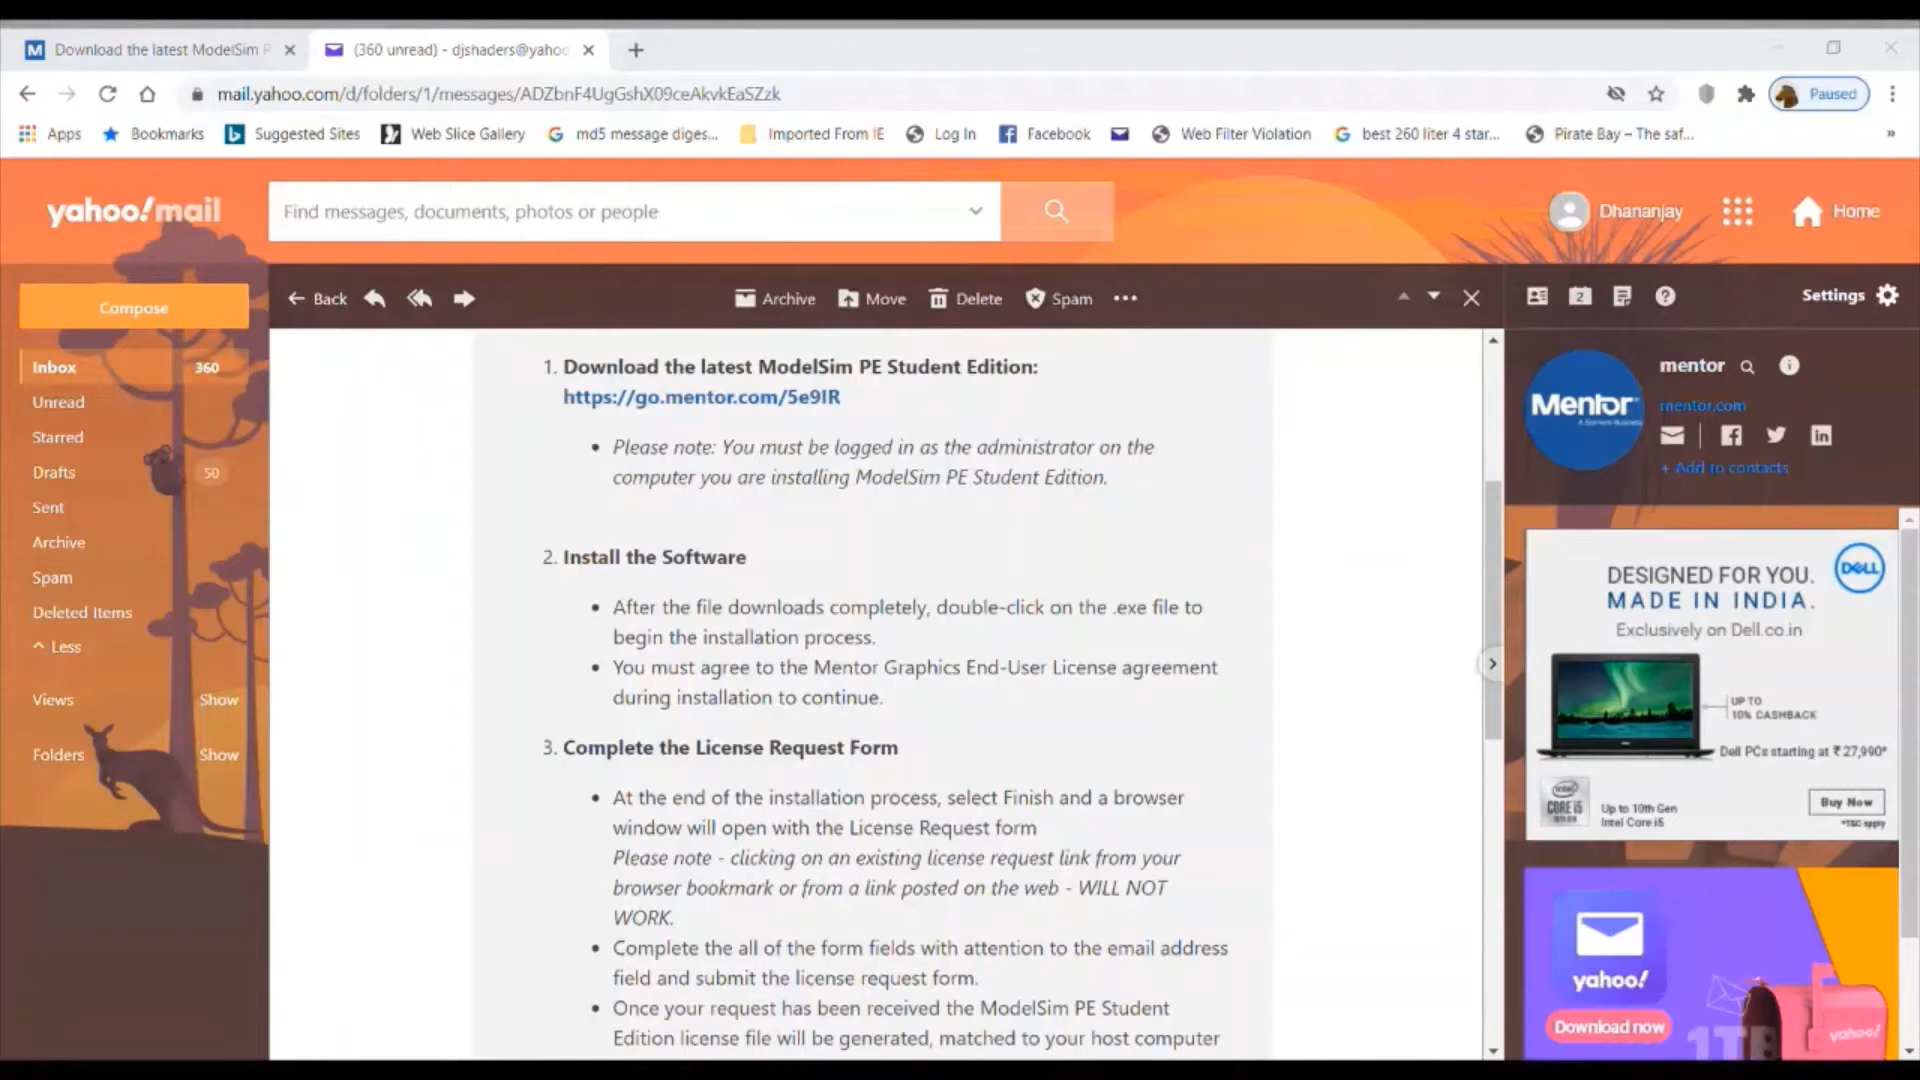 Download the latest ModelSim P
(360 unread) - djshaders@yahoo
mail.yahoo.com/d/folders/1/messages/ADZbnF4UgGshX09ceAkvkEaSZzk
Paused
Apps
Bookmarks
Suggested Sites
Web Slice Gallery
md5 message diges...
Imported From IE
Log In
Facebook
Web Filter Violation
best 260 liter 4 star...
Pirate Bay – The saf...
»
yahoo!mail
Find messages, documents, photos or people
Dhananjay
Home
Compose
Back
Archive
Move
Delete
Spam
Settings
Inbox 360
Unread
Starred
Drafts 50
Sent
Archive
Spam
Deleted Items
Less
Views Show
Folders Show
1. Download the latest ModelSim PE Student Edition:
https://go.mentor.com/5e9IR
• Please note: You must be logged in as the administrator on the
computer you are installing ModelSim PE Student Edition.
2. Install the Software
• After the file downloads completely, double-click on the .exe file to
begin the installation process.
• You must agree to the Mentor Graphics End-User License agreement
during installation to continue.
3. Complete the License Request Form
• At the end of the installation process, select Finish and a browser
window will open with the License Request form
Please note - clicking on an existing license request link from your
browser bookmark or from a link posted on the web - WILL NOT
WORK.
• Complete the all of the form fields with attention to the email address
field and submit the license request form.
• Once your request has been received the ModelSim PE Student
Edition license file will be generated, matched to your host computer
2
Mentor
A Siemens Business
mentor
mentor.com
+ Add to contacts
DELL
DESIGNED FOR YOU.
MADE IN INDIA.
Exclusively on Dell.co.in
UP TO
10% CASHBACK
Dell PCs starting at ₹ 27,990*
intel
CORE i5
Up to 10th Gen
Intel Core i5
Buy Now
*T&C apply
yahoo!
Download now
1TB
yahoo!